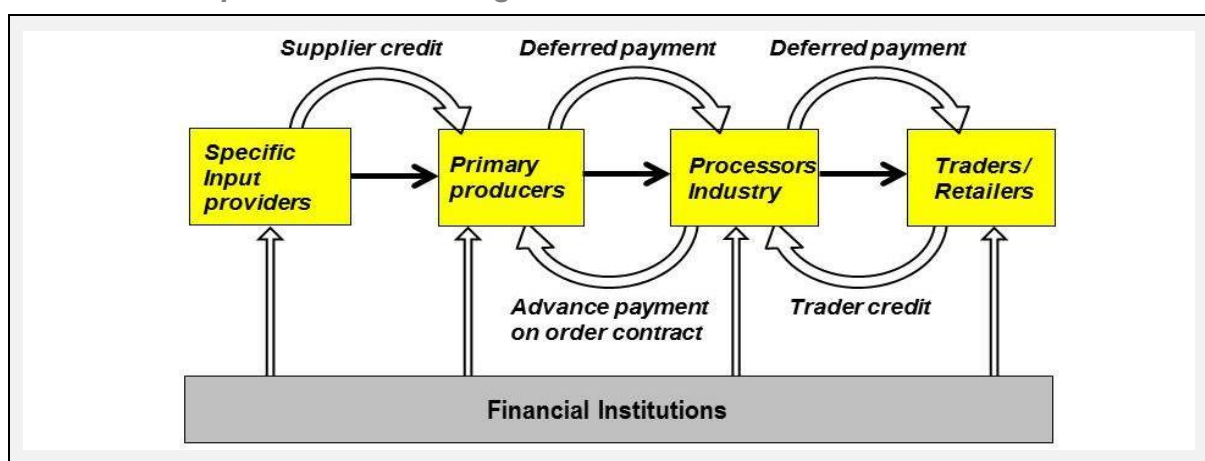 Supplier credit
Deferred payment
Deferred payment
Specific
Input
providers
Primary
producers
Processors
Industry
Traders/
Retailers
Advance payment
on order contract
Trader credit
Financial Institutions